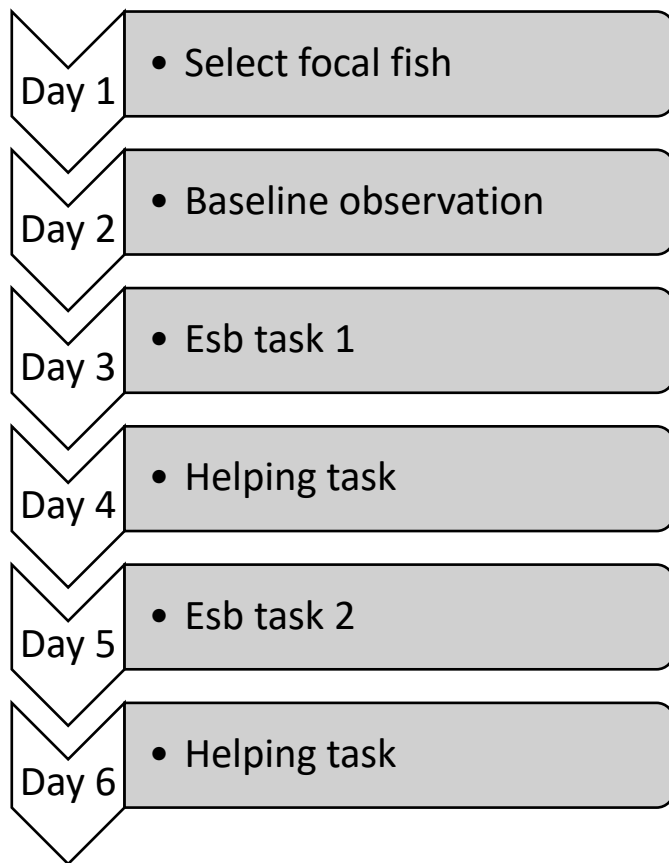 Day 1
• Select focal fish
Day 2
• Baseline observation
Day 3
• Esb task 1
Day 4
• Helping task
Day 5
• Esb task 2
Day 6
• Helping task